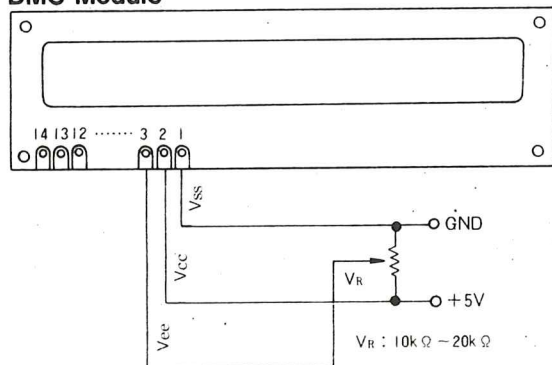 DMC Module
14 13 12 ······· 3 2 1
Vss
GND
Vcc
VR
+5V
Vee
VR : 10kΩ ~ 20kΩ